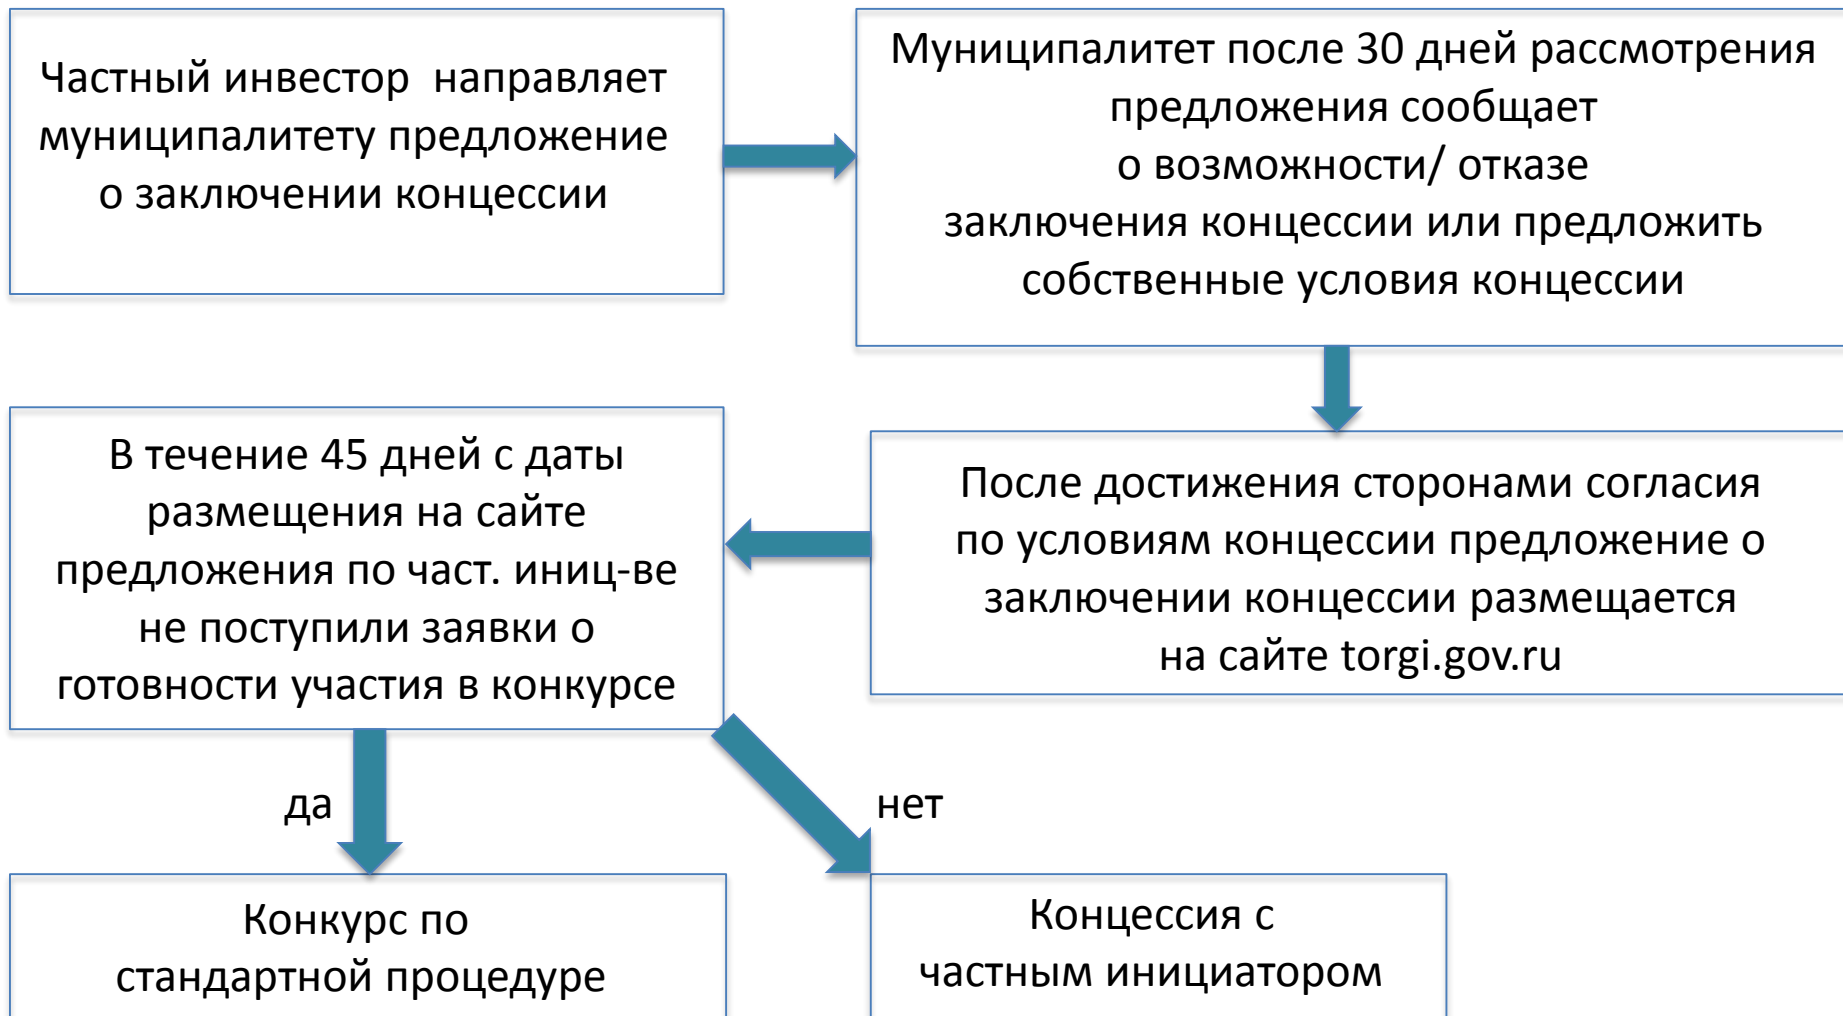 Частный инвестор направляет
муниципалитету предложение
о заключении концессии
Муниципалитет после 30 дней рассмотрения
предложения сообщает
о возможности/ отказе
заключения концессии или предложить
собственные условия концессии
После достижения сторонами согласия
по условиям концессии предложение о
заключении концессии размещается
на сайте torgi.gov.ru
В течение 45 дней с даты
размещения на сайте
предложения по част. иниц-ве
не поступили заявки о
готовности участия в конкурсе
да
нет
Конкурс по
стандартной процедуре
Концессия с
частным инициатором